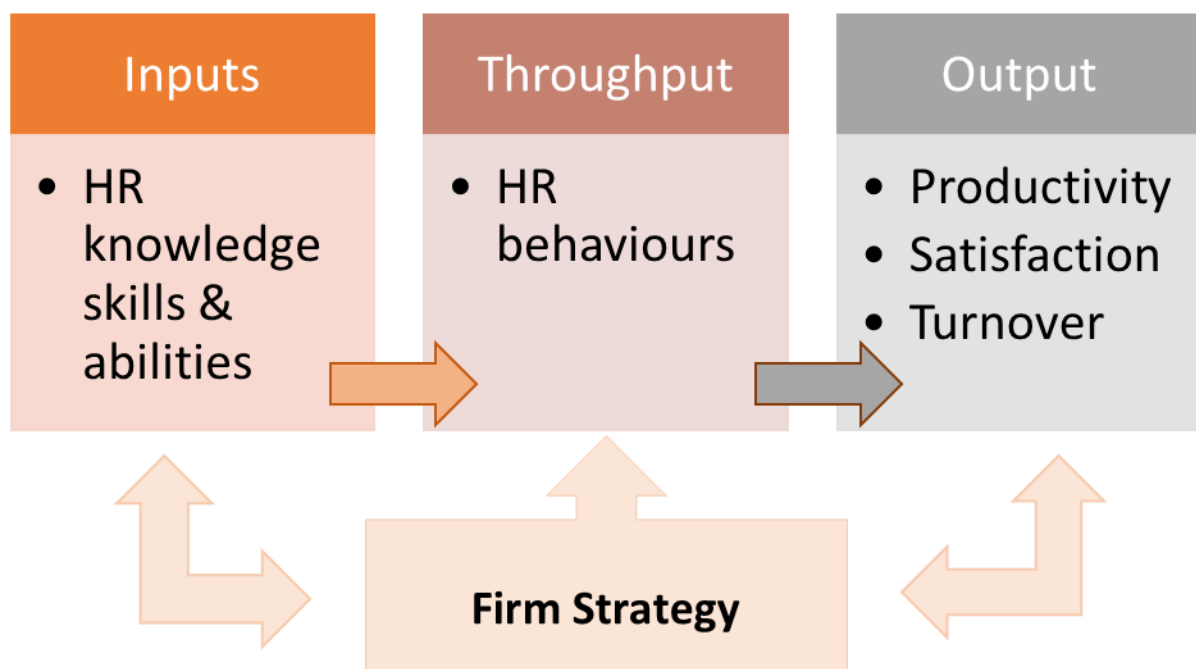 Inputs
• HR
knowledge
skills &
abilities
Throughput
• HR
behaviours
Output
• Productivity
• Satisfaction
• Turnover
Firm Strategy